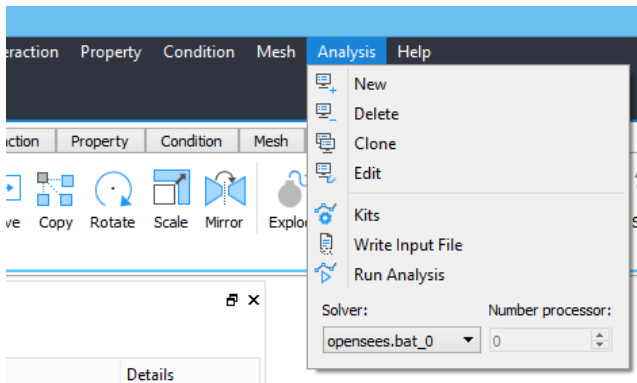 eraction Property Condition Mesh Analysis Help
New
Delete
Clone
Edit
Kits
Write Input File
Run Analysis
Solver: Number processor:
opensees.bat_0 0
ction Property Condition Mesh
ve Copy Rotate Scale Mirror Explo
Details